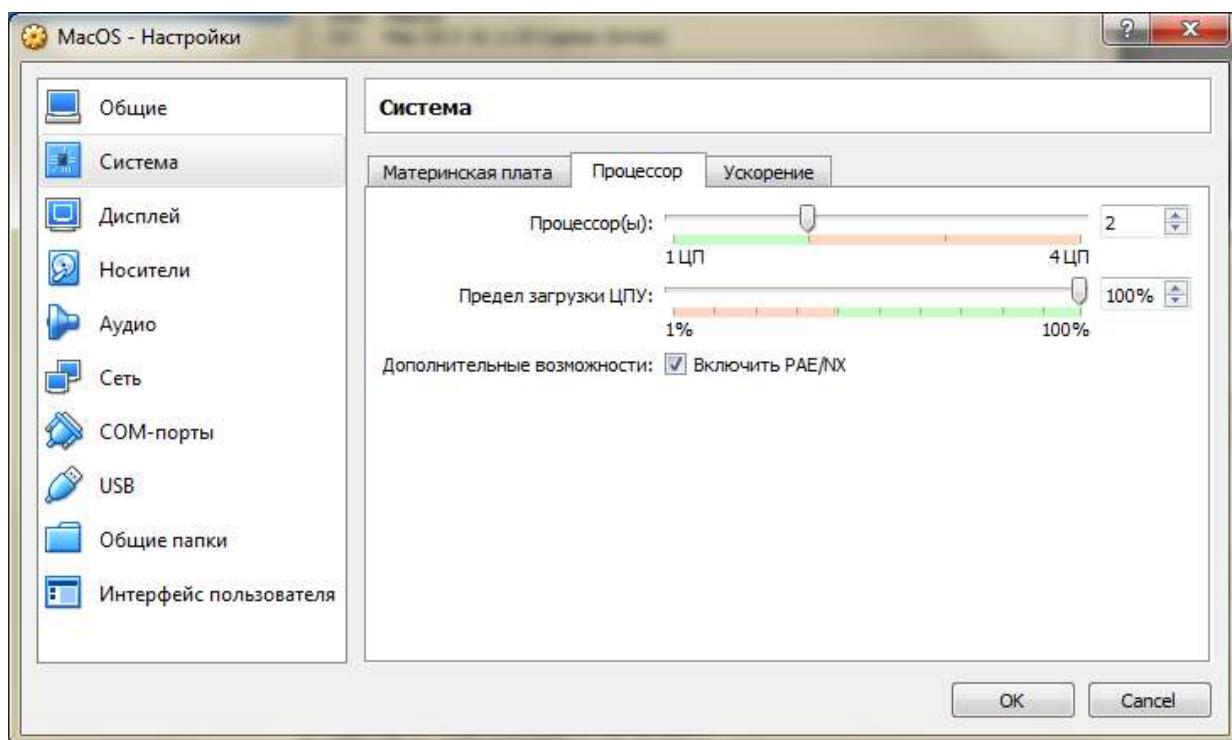 MacOS - Настройки
Общие
Система
Дисплей
Носители
Аудио
Сеть
COM-порты
USB
Общие папки
Интерфейс пользователя
Система
Материнская плата Процессор Ускорение
Процессор(ы): 2
1 ЦП 4 ЦП
Предел загрузки ЦПУ: 100%
1% 100%
Дополнительные возможности: Включить PAE/NX
OK Cancel